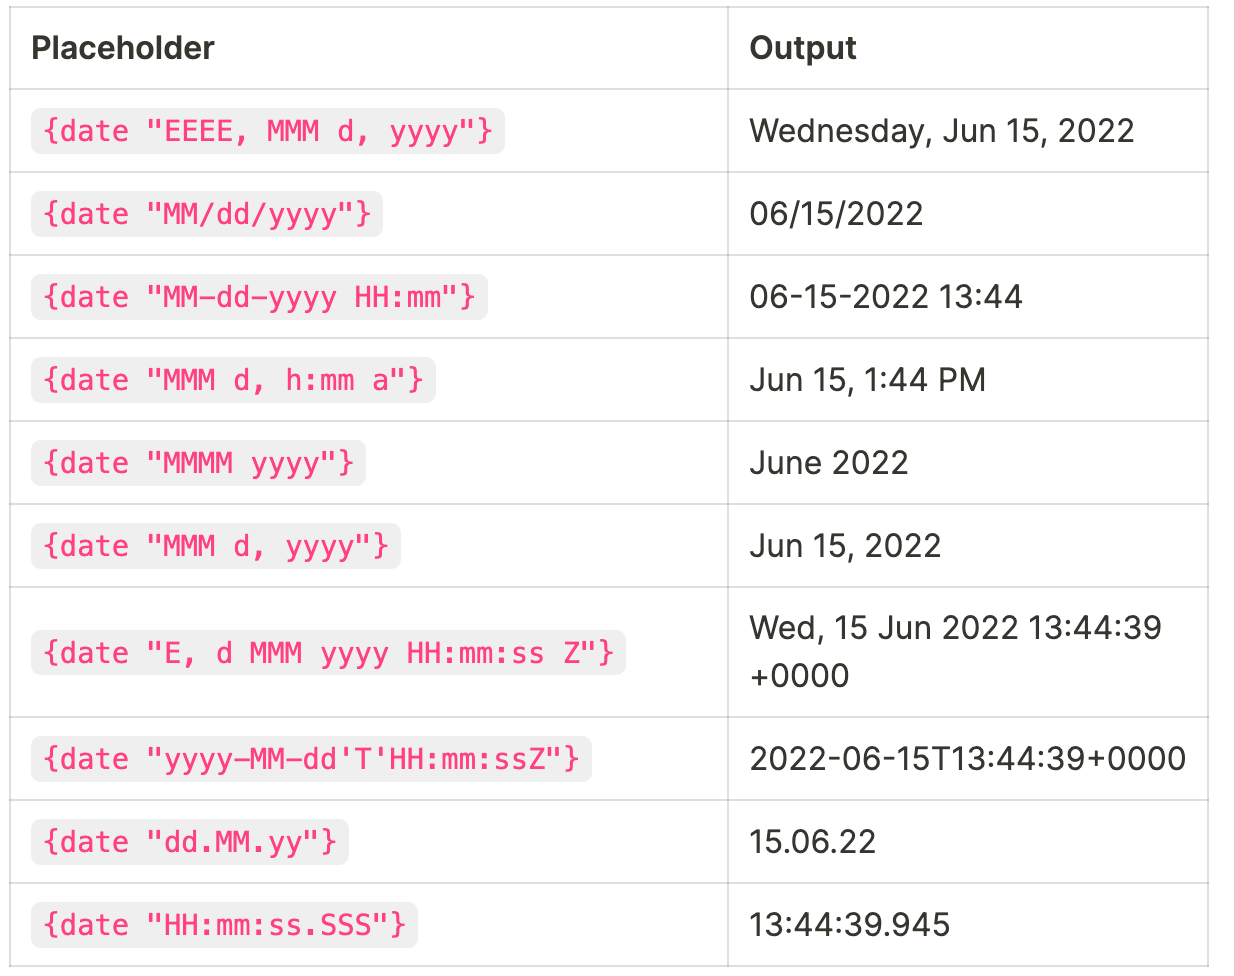 Placeholder Output
{date "EEEE, MMM d, yyyy"} Wednesday, Jun 15, 2022
{date "MM/dd/yyyy"} 06/15/2022
{date "MM-dd-yyyy HH:mm"} 06-15-2022 13:44
{date "MMM d, h:mm a"} Jun 15, 1:44 PM
{date "MMMM yyyy"} June 2022
{date "MMM d, yyyy"} Jun 15, 2022
{date "E, d MMM yyyy HH:mm:ss Z"} Wed, 15 Jun 2022 13:44:39
+0000
{date "yyyy-MM-dd'T'HH:mm:ssZ"} 2022-06-15T13:44:39+0000
{date "dd.MM.yy"} 15.06.22
{date "HH:mm:ss.SSS"} 13:44:39.945